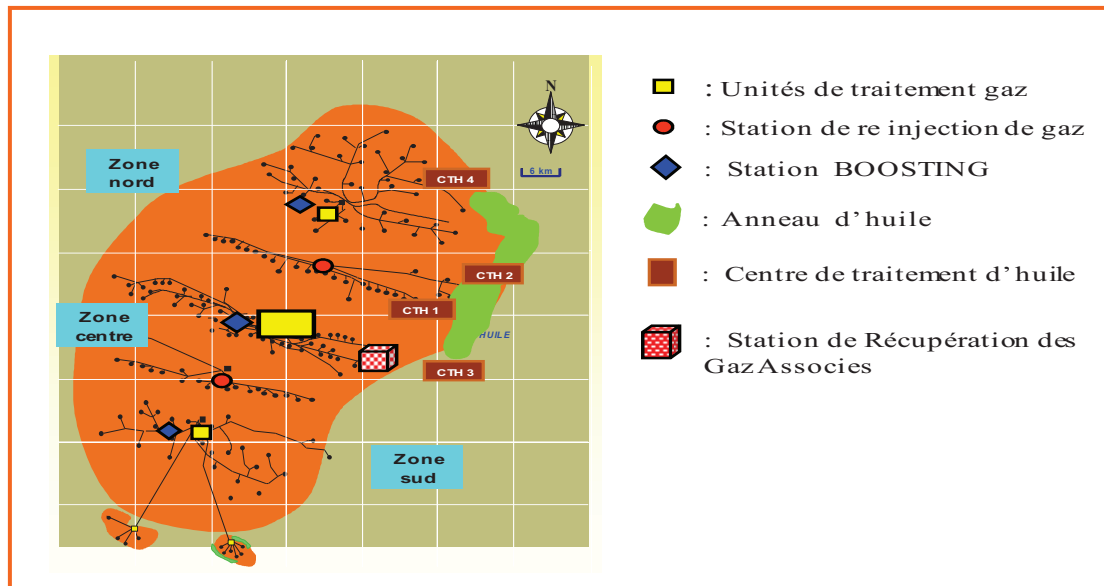 N
6 km
Zone
nord
CTH 4
CTH 2
CTH 1
Zone
centre
HUILE
CTH 3
Zone
sud
: Unités de traitement gaz
: Station de re injection de gaz
: Station BOOSTING
: Anneau d’huile
: Centre de traitement d’huile
: Station de Récupération des
Gaz Associes